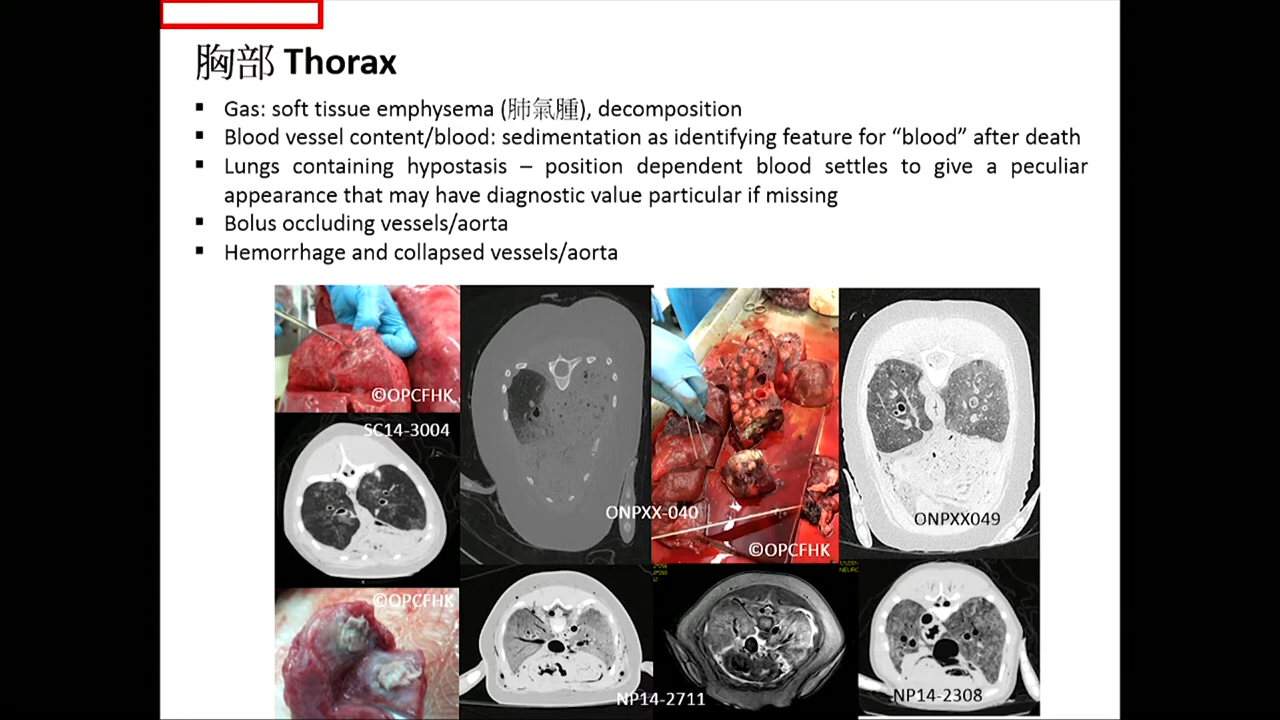 胸部 Thorax
▪ Gas: soft tissue emphysema (肺氣腫), decomposition
▪ Blood vessel content/blood: sedimentation as identifying feature for “blood” after death
▪ Lungs containing hypostasis – position dependent blood settles to give a peculiar
appearance that may have diagnostic value particular if missing
▪ Bolus occluding vessels/aorta
▪ Hemorrhage and collapsed vessels/aorta
©OPCFHK
SC14-3004
ONPXX-040
©OPCFHK
ONPXX049
©OPCFHK
NP14-2711
NP14-2308